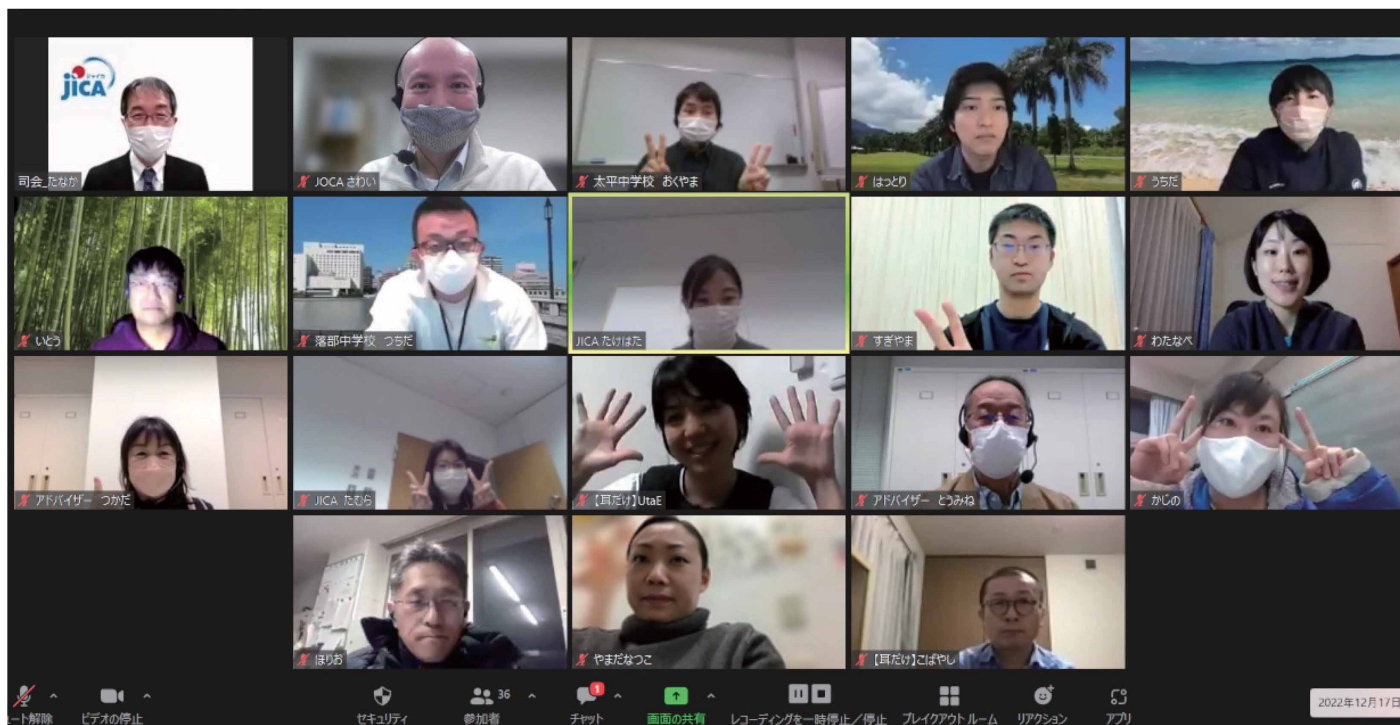 ジャイカ
JICA
司会_たなか
JOCA さわい
太平中学校 おくやま
はっとり
うちだ
いとう
落部中学校 つちだ
JICA たけはた
すぎやま
わたなべ
アドバイザー つかだ
JICA たむら
【耳だけ】UtaE
アドバイザー とうみね
かじの
ほりお
やまだなつこ
【耳だけ】こばやし
ート解除
ビデオの停止
セキュリティ
36
参加者
1
チャット
画面の共有
レコーディングを一時停止/停止
ブレイクアウト ルーム
リアクション
アプリ
2022年12月17